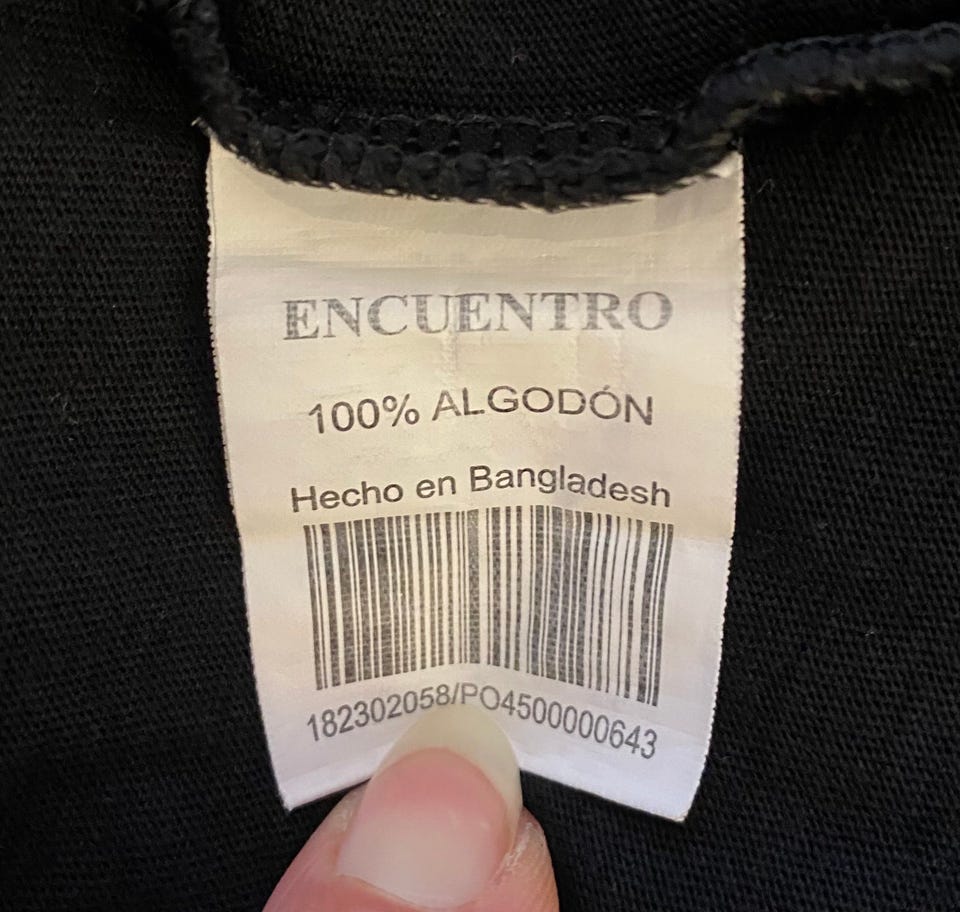 ENCUENTRO
100% ALGODÓN
Hecho en Bangladesh
182302058/PO4500000643